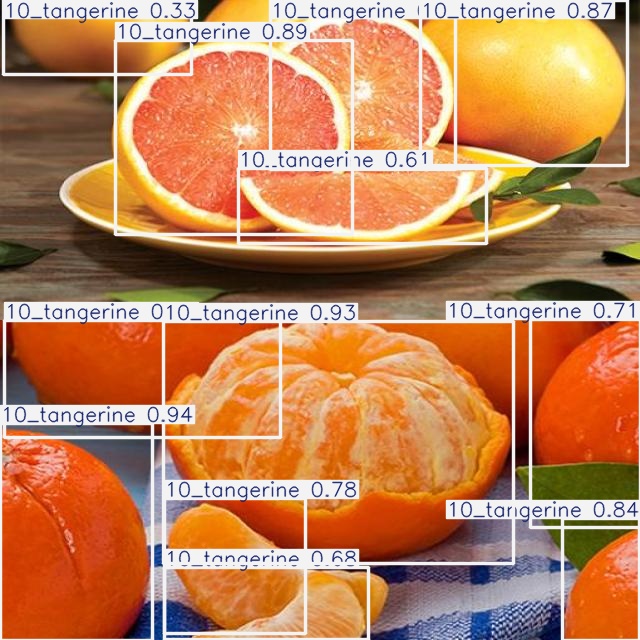 10_tangerine 0.33
10_tangerine
10_tangerine 0.87
10_tangerine 0.89
10_tangerine 0.61
10_tangerine
10_tangerine 0.93
10_tangerine 0.71
10_tangerine 0.94
10_tangerine 0.78
10_tangerine 0.84
10_tangerine 0.68